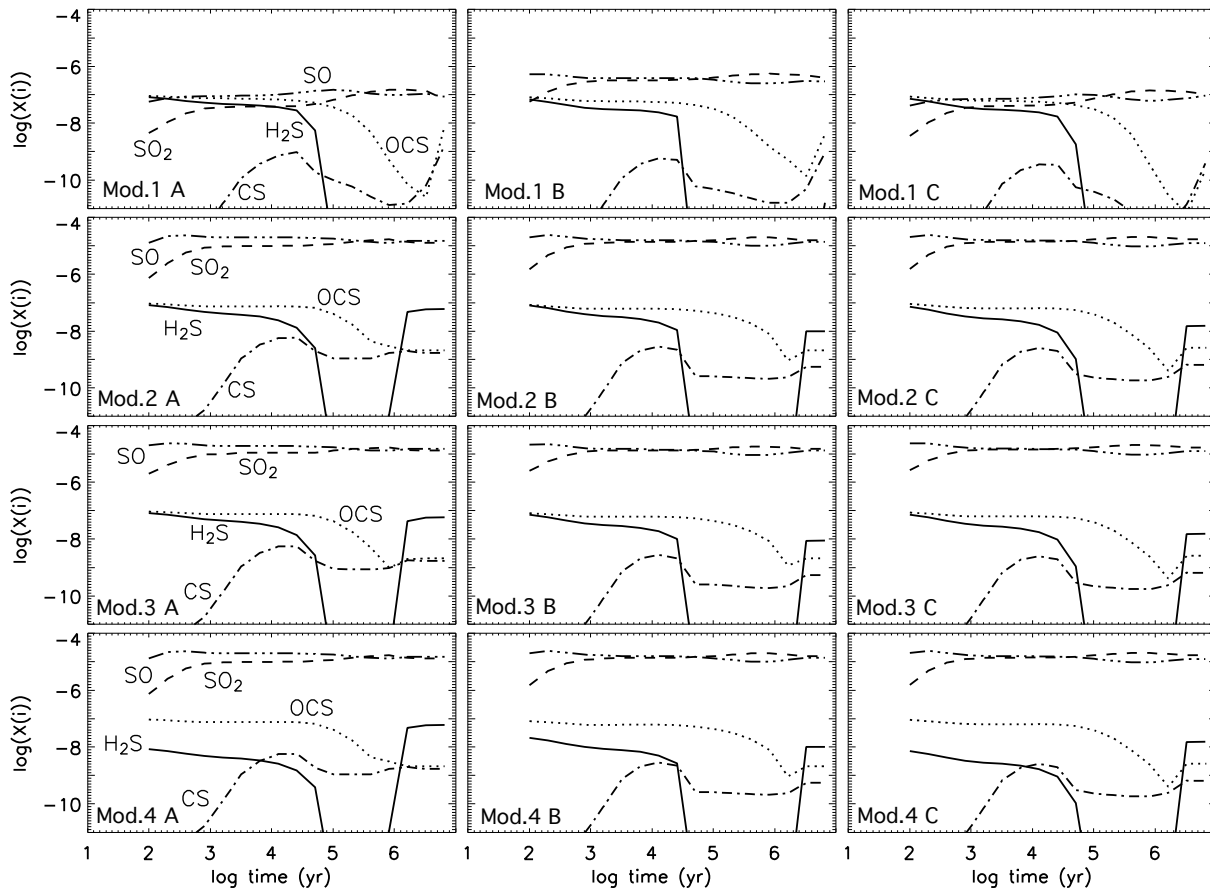 -4
-6
-8
-10
log(X(i))
SO
H₂S
SO₂
OCS
CS
Mod.1 A
Mod.1 B
Mod.1 C
-4
-6
-8
-10
log(X(i))
SO
SO₂
OCS
H₂S
CS
Mod.2 A
Mod.2 B
Mod.2 C
-4
-6
-8
-10
log(X(i))
SO
SO₂
OCS
H₂S
CS
Mod.3 A
Mod.3 B
Mod.3 C
-4
-6
-8
-10
log(X(i))
SO
SO₂
OCS
H₂S
CS
Mod.4 A
Mod.4 B
Mod.4 C
1 2 3 4 5 6 1 2 3 4 5 6 1 2 3 4 5 6
log time (yr) log time (yr) log time (yr)